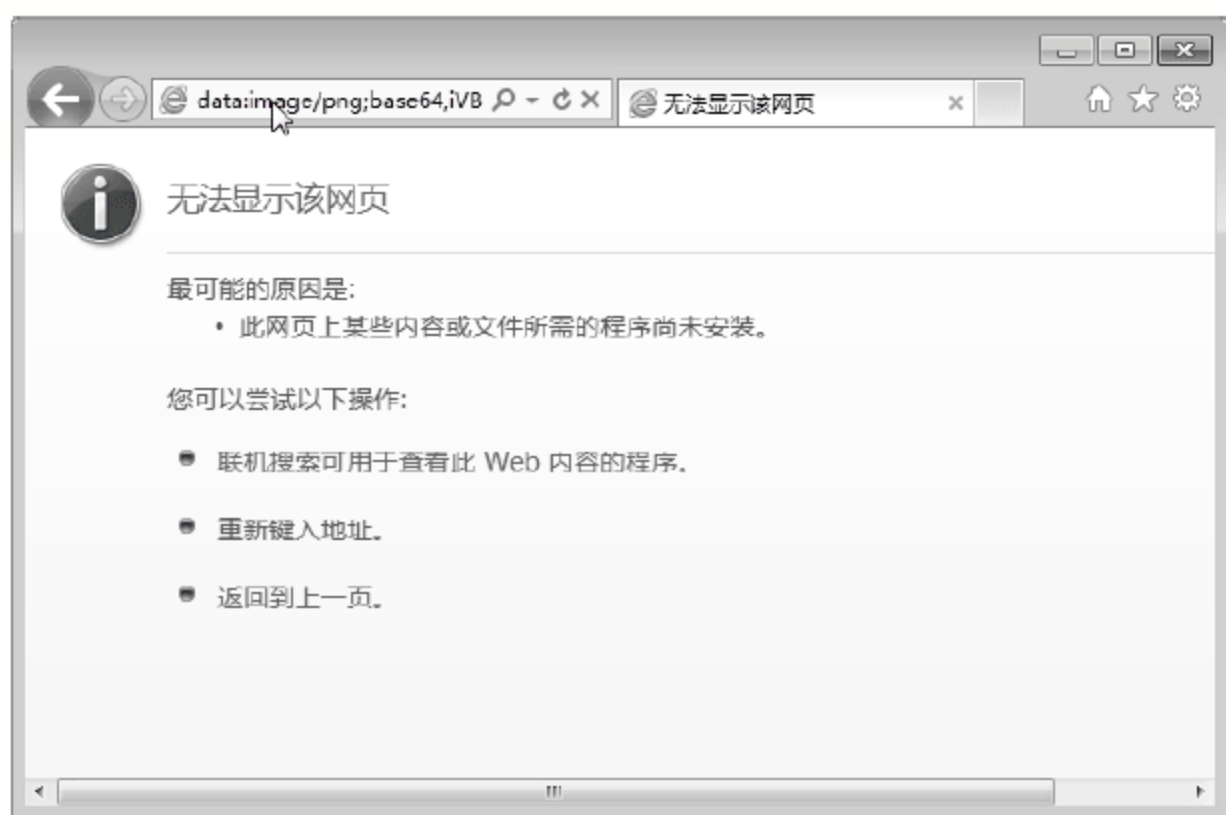 data:image/png;base64,iVB
无法显示该网页
无法显示该网页
最可能的原因是:
• 此网页上某些内容或文件所需的程序尚未安装。
您可以尝试以下操作:
联机搜索可用于查看此 Web 内容的程序。
重新键入地址。
返回到上一页。